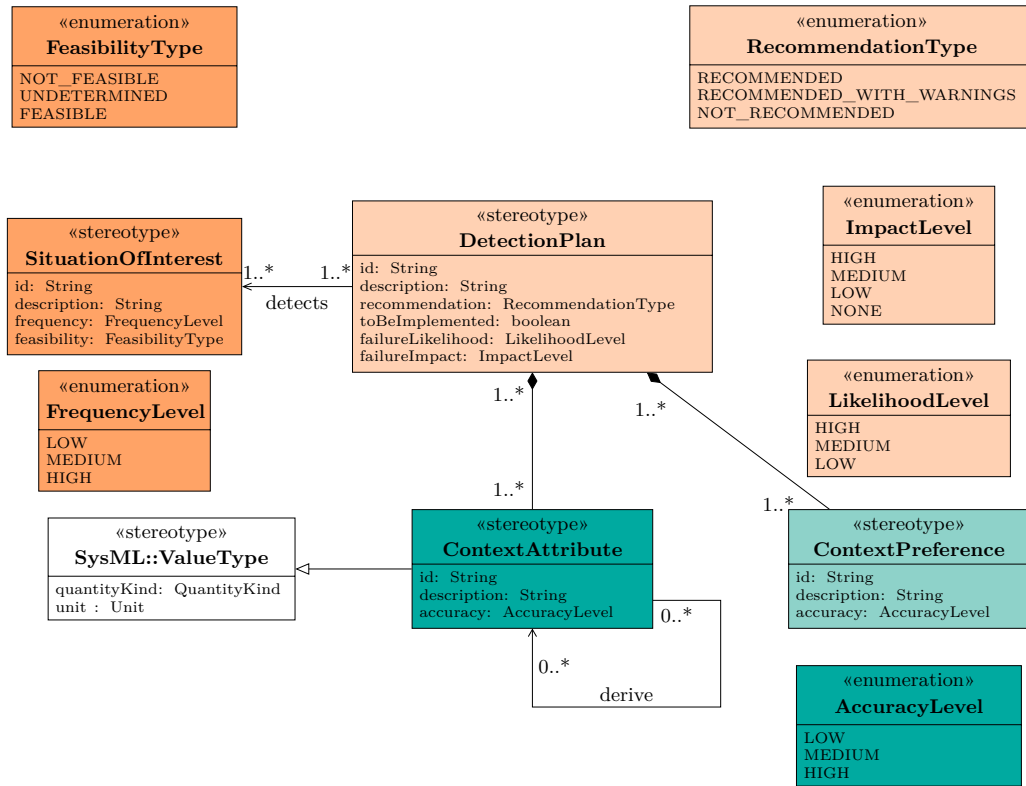 «enumeration»
FeasibilityType
NOT_FEASIBLE
UNDETERMINED
FEASIBLE
«enumeration»
RecommendationType
RECOMMENDED
RECOMMENDED_WITH_WARNINGS
NOT_RECOMMENDED
«stereotype»
SituationOfInterest
id: String
description: String
frequency: FrequencyLevel
feasibility: FeasibilityType
1..*
1..*
detects
«stereotype»
DetectionPlan
id: String
description: String
recommendation: RecommendationType
toBeImplemented: boolean
failureLikelihood: LikelihoodLevel
failureImpact: ImpactLevel
«enumeration»
ImpactLevel
HIGH
MEDIUM
LOW
NONE
«enumeration»
FrequencyLevel
LOW
MEDIUM
HIGH
1..*
1..*
«enumeration»
LikelihoodLevel
HIGH
MEDIUM
LOW
1..*
1..*
«stereotype»
SysML::ValueType
quantityKind: QuantityKind
unit : Unit
«stereotype»
ContextAttribute
id: String
description: String
accuracy: AccuracyLevel
«stereotype»
ContextPreference
id: String
description: String
accuracy: AccuracyLevel
0..*
0..*
derive
«enumeration»
AccuracyLevel
LOW
MEDIUM
HIGH